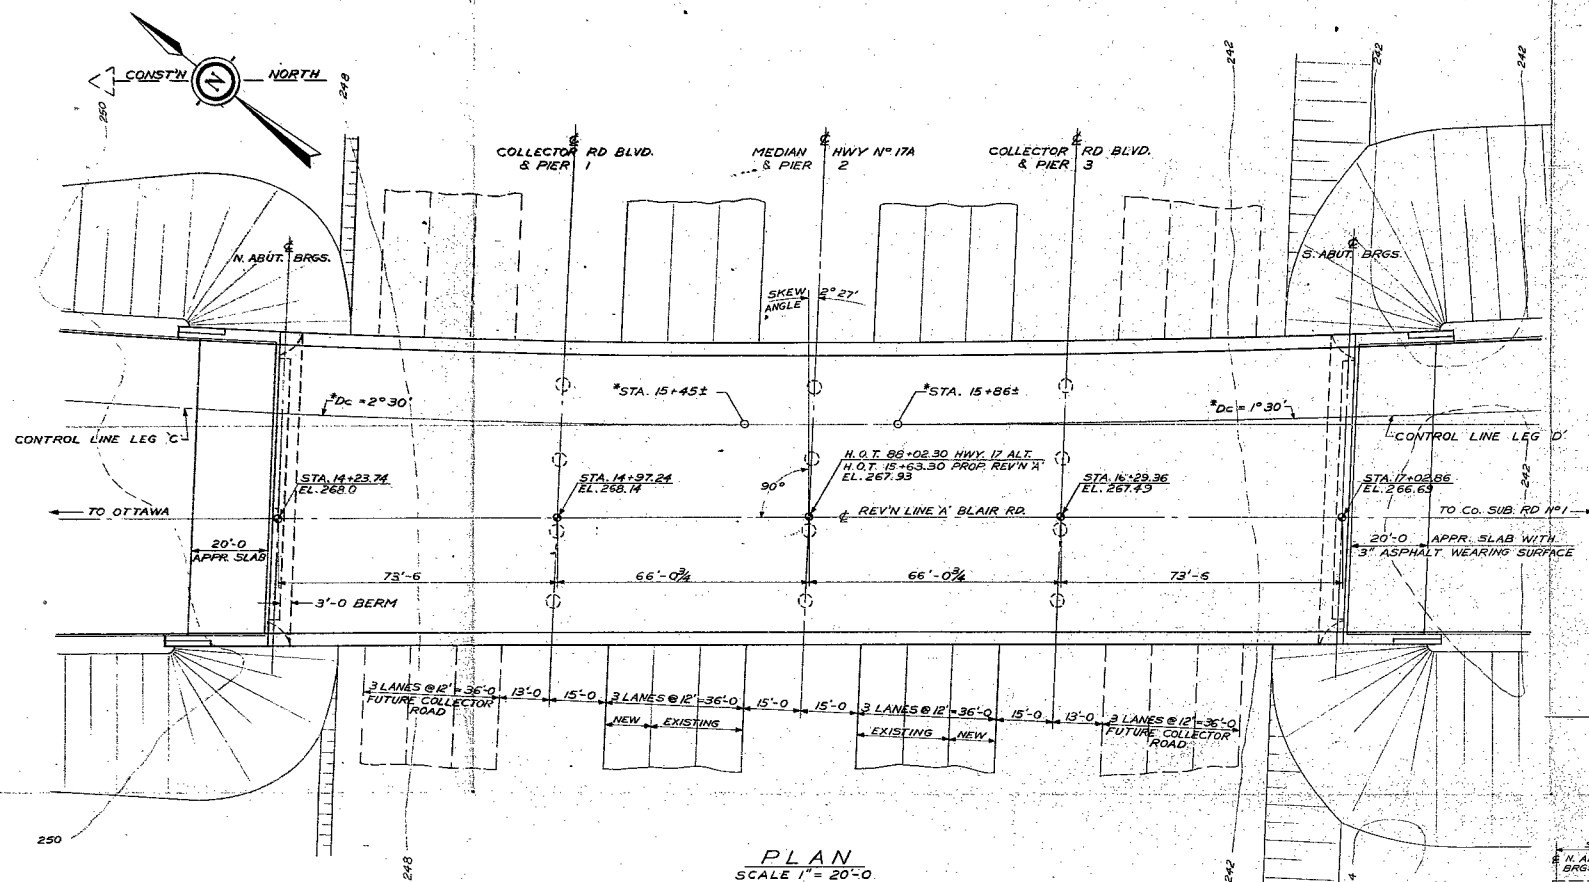 CONST'N
N
NORTH
250
248
242
242
242
COLLECTOR RD BLVD.
& PIER 1
MEDIAN HWY Nº 17A
& PIER 2
COLLECTOR RD BLVD.
& PIER 3
N. ABUT. BRGS.
S. ABUT. BRGS.
SKEW ANGLE
2° 27'
*Dc = 2° 30'
*STA. 15+45±
*STA. 15+86±
*Dc = 1° 30'
CONTROL LINE LEG 'C'
CONTROL LINE LEG 'D'
STA. 14+23.74
EL. 268.0
STA. 14+97.24
EL. 268.14
H.O.T. 88+02.30 HWY. 17 ALT.
H.O.T. 15+63.30 PROP. REV'N 'A'
EL. 267.93
90°
STA. 16+29.36
EL. 267.49
STA. 17+02.86
EL. 266.69
242
TO OTTAWA
℄ REV'N LINE 'A' BLAIR RD.
TO Co. SUB. RD Nº 1
20'-0
APPR. SLAB
20'-0 APPR. SLAB WITH
3" ASPHALT WEARING SURFACE
73'-6
66'-0¾
66'-0¾
73'-6
3'-0 BERM
3 LANES @ 12' = 36'-0
FUTURE COLLECTOR
ROAD
13'-0
15'-0
3 LANES @ 12' = 36'-0
NEW
EXISTING
15'-0
15'-0
3 LANES @ 12' = 36'-0
EXISTING
NEW
15'-0
13'-0
3 LANES @ 12' = 36'-0
FUTURE COLLECTOR
ROAD
250
248
242
PLAN
SCALE 1" = 20'-0